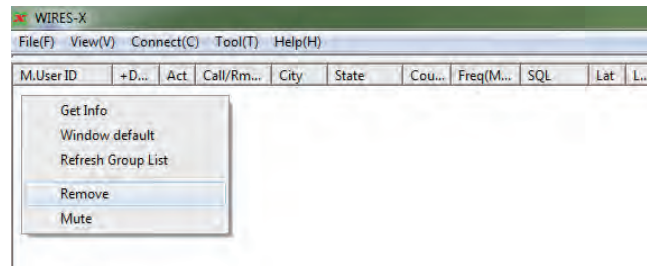 WIRES-X
File(F) View(V) Connect(C) Tool(T) Help(H)
M.User ID +D... Act Call/Rm... City State Cou... Freq(M... SQL Lat L...
Get Info
Window default
Refresh Group List
Remove
Mute